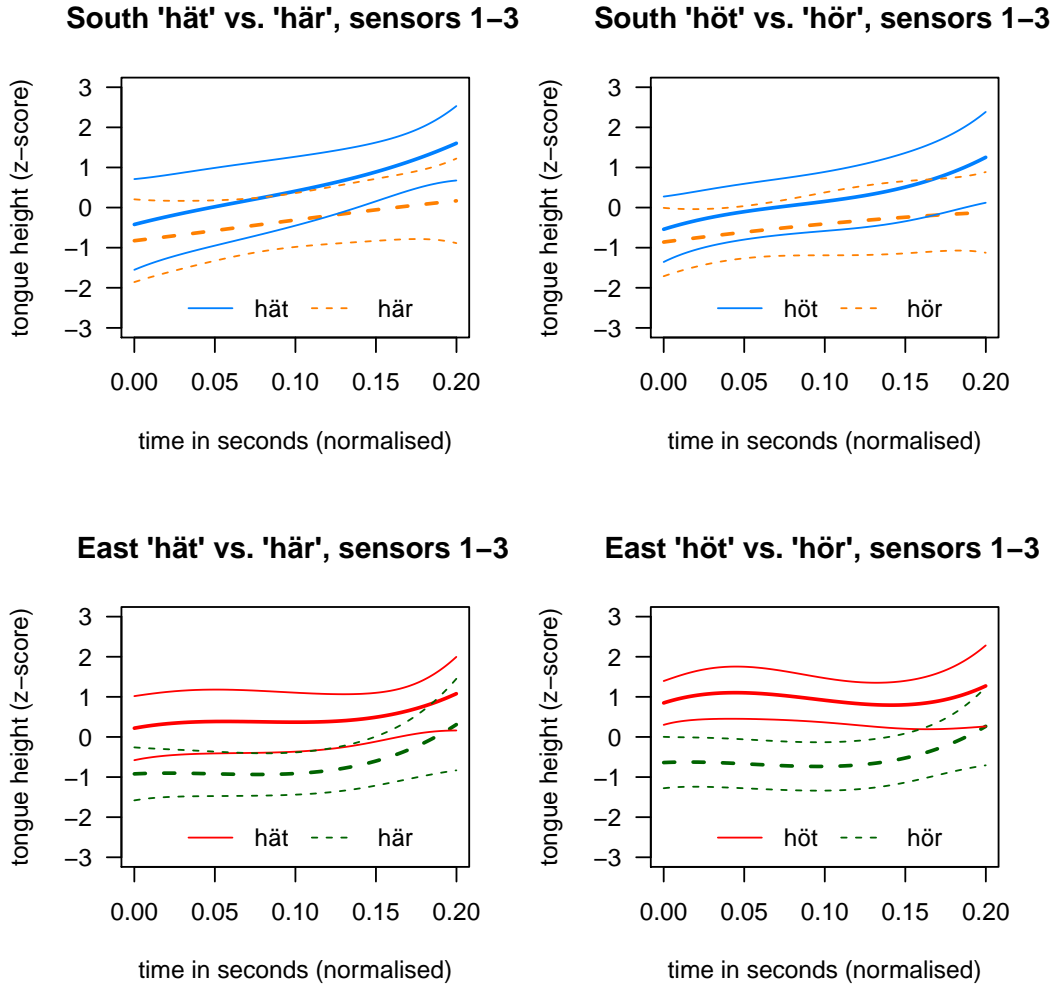 South 'hät' vs. 'här', sensors 1−3
tongue height (z−score)
3
2
1
0
−1
−2
−3
hät här
0.00 0.05 0.10 0.15 0.20
time in seconds (normalised)
South 'höt' vs. 'hör', sensors 1−3
tongue height (z−score)
3
2
1
0
−1
−2
−3
höt hör
0.00 0.05 0.10 0.15 0.20
time in seconds (normalised)
East 'hät' vs. 'här', sensors 1−3
tongue height (z−score)
3
2
1
0
−1
−2
−3
hät här
0.00 0.05 0.10 0.15 0.20
time in seconds (normalised)
East 'höt' vs. 'hör', sensors 1−3
tongue height (z−score)
3
2
1
0
−1
−2
−3
höt hör
0.00 0.05 0.10 0.15 0.20
time in seconds (normalised)